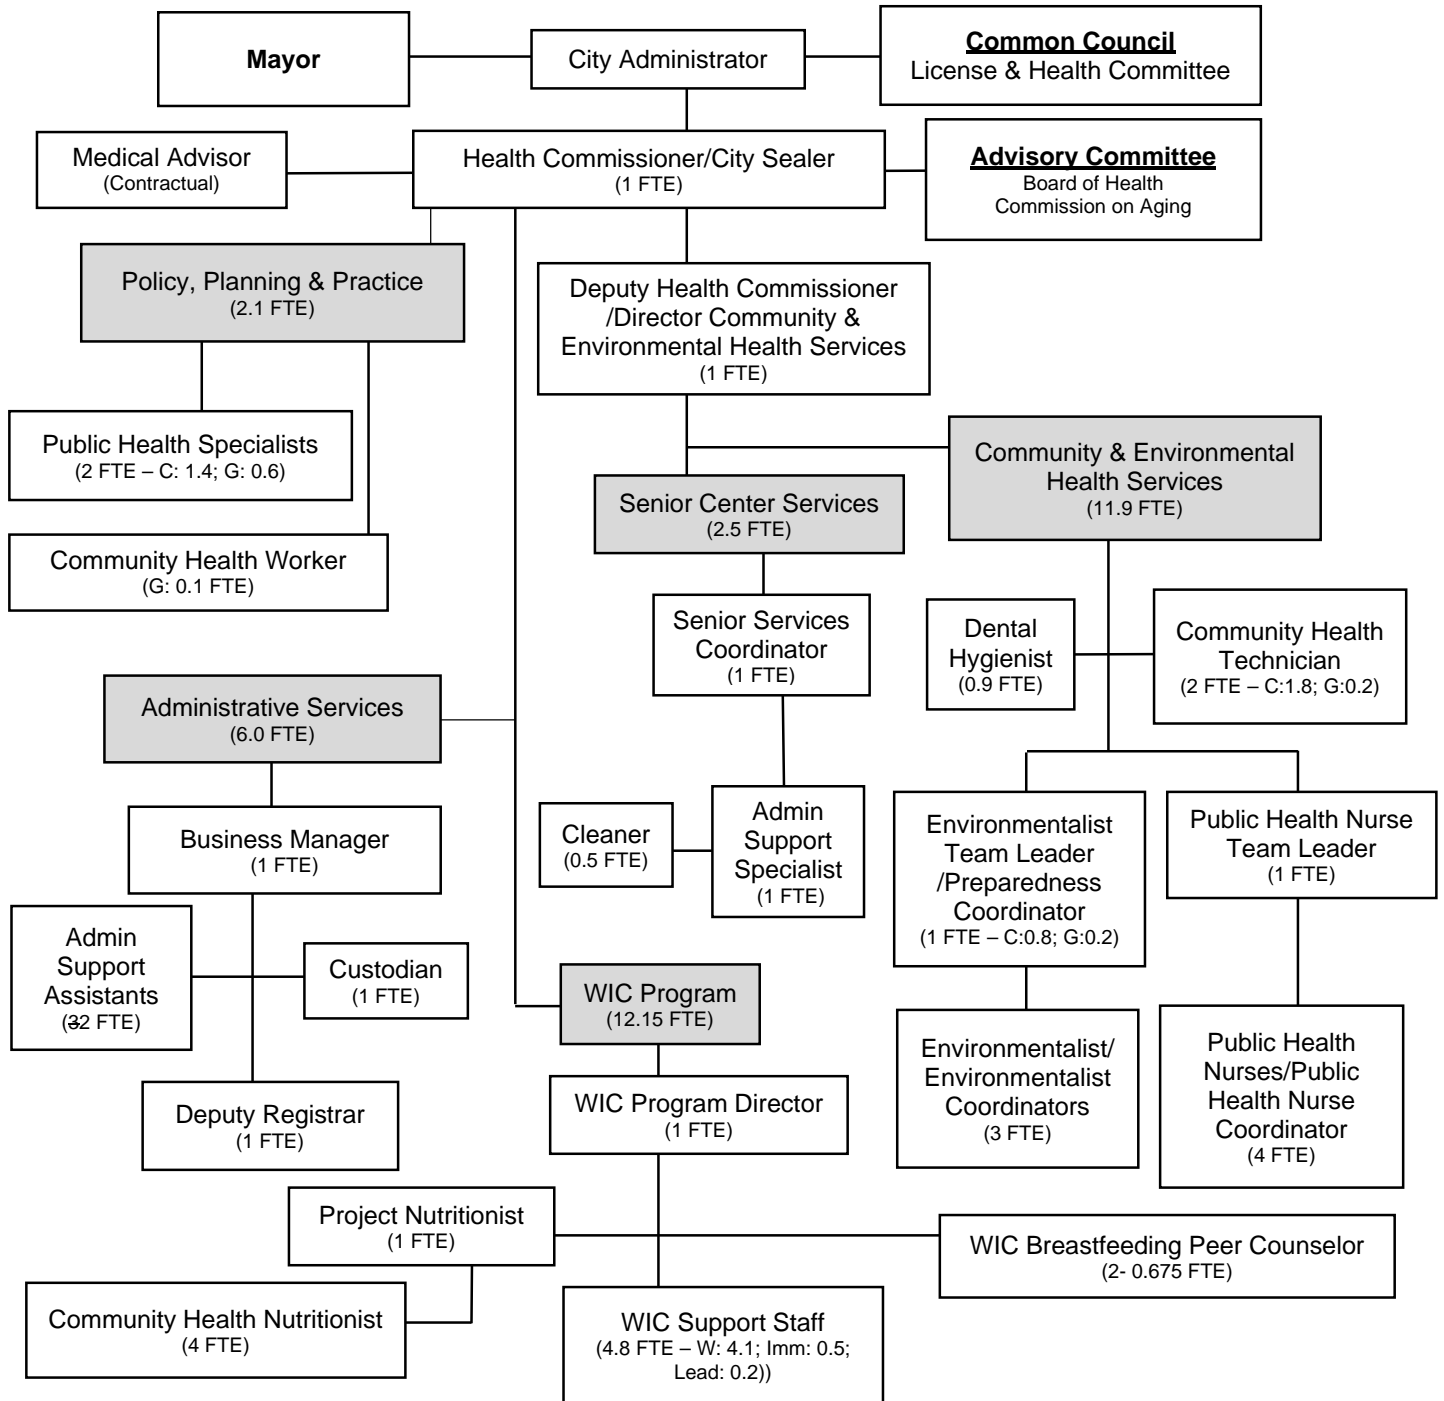 Mayor
City Administrator
Common Council
License & Health Committee
Medical Advisor
(Contractual)
Health Commissioner/City Sealer
(1 FTE)
Advisory Committee
Board of Health
Commission on Aging
Policy, Planning & Practice
(2.1 FTE)
Deputy Health Commissioner
/Director Community &
Environmental Health Services
(1 FTE)
Public Health Specialists
(2 FTE – C: 1.4; G: 0.6)
Community & Environmental
Health Services
(11.9 FTE)
Senior Center Services
(2.5 FTE)
Community Health Worker
(G: 0.1 FTE)
Senior Services
Coordinator
(1 FTE)
Dental
Hygienist
(0.9 FTE)
Community Health
Technician
(2 FTE – C:1.8; G:0.2)
Administrative Services
(6.0 FTE)
Business Manager
(1 FTE)
Cleaner
(0.5 FTE)
Admin
Support
Specialist
(1 FTE)
Environmentalist
Team Leader
/Preparedness
Coordinator
(1 FTE – C:0.8; G:0.2)
Public Health Nurse
Team Leader
(1 FTE)
Admin
Support
Assistants
(32 FTE)
Custodian
(1 FTE)
WIC Program
(12.15 FTE)
Environmentalist/
Environmentalist
Coordinators
(3 FTE)
Public Health
Nurses/Public
Health Nurse
Coordinator
(4 FTE)
Deputy Registrar
(1 FTE)
WIC Program Director
(1 FTE)
Project Nutritionist
(1 FTE)
WIC Breastfeeding Peer Counselor
(2- 0.675 FTE)
Community Health Nutritionist
(4 FTE)
WIC Support Staff
(4.8 FTE – W: 4.1; Imm: 0.5;
Lead: 0.2))